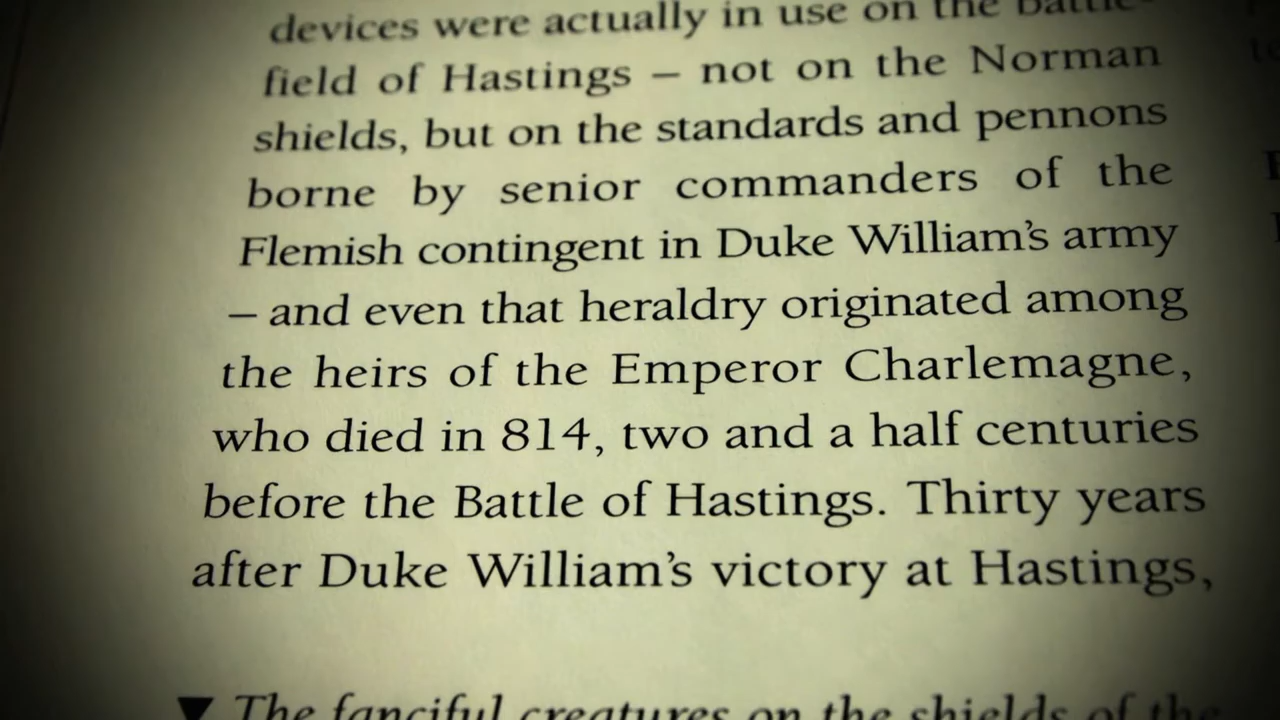 devices were actually in use on the Battle-
field of Hastings – not on the Norman
shields, but on the standards and pennons
borne by senior commanders of the
Flemish contingent in Duke William's army
– and even that heraldry originated among
the heirs of the Emperor Charlemagne,
who died in 814, two and a half centuries
before the Battle of Hastings. Thirty years
after Duke William's victory at Hastings,
▼ The fanciful creatures on the shields of the